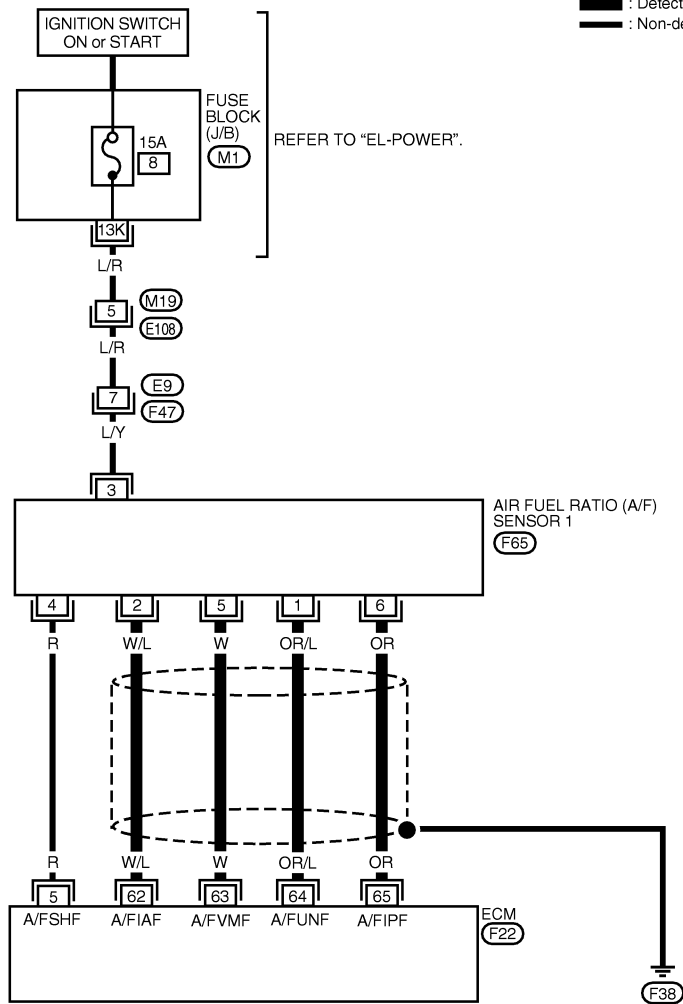 : Detect
: Non-de
IGNITION SWITCH
ON or START
FUSE
BLOCK
(J/B)
M1
15A
8
REFER TO “EL-POWER”.
13K
L/R
5
M19
E108
L/R
7
E9
F47
L/Y
3
AIR FUEL RATIO (A/F)
SENSOR 1
F65
4 2 5 1 6
R W/L W OR/L OR
R W/L W OR/L OR
5 62 63 64 65
A/FSHF A/FIAF A/FVMF A/FUNF A/FIPF
ECM
F22
F38